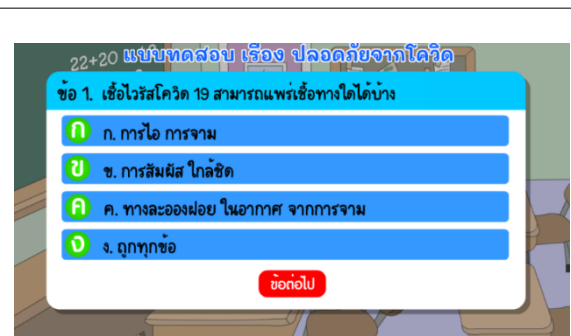 22+20
แบบทดสอบ เรื่อง ปลอดภัยจากโควิด
ข้อ 1. เชื้อไวรัสโควิด 19 สามารถแพร่เชื้อทางใดได้บ้าง
ก ก. การไอ การจาม
ข ข. การสัมผัส ใกล้ชิด
ค ค. ทางละอองฝอย ในอากาศ จากการจาม
ง ง. ถูกทุกข้อ
ข้อต่อไป